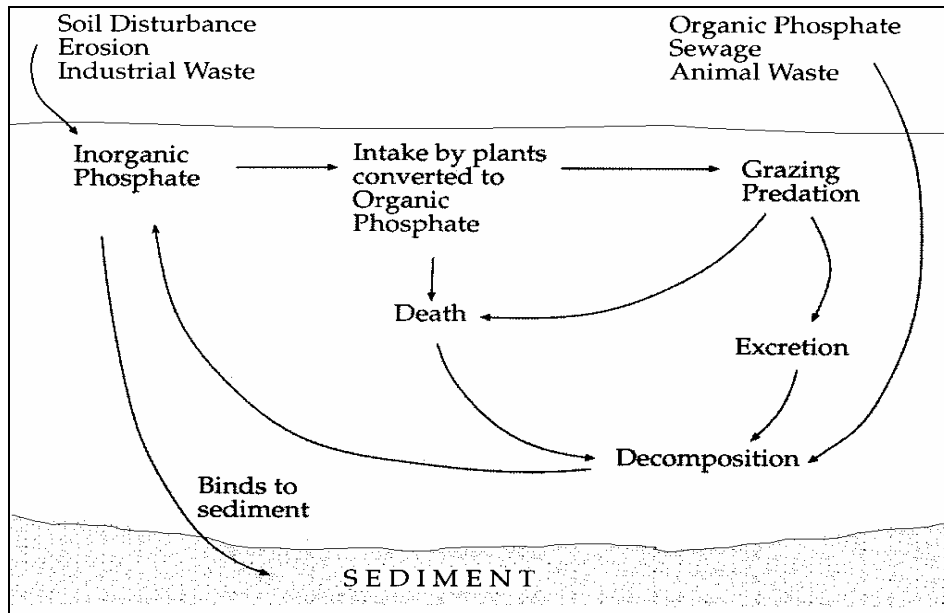 Soil Disturbance
Erosion
Industrial Waste
Organic Phosphate
Sewage
Animal Waste
Inorganic
Phosphate
Intake by plants
converted to
Organic
Phosphate
Grazing
Predation
Death
Excretion
Decomposition
Binds to
sediment
SEDIMENT